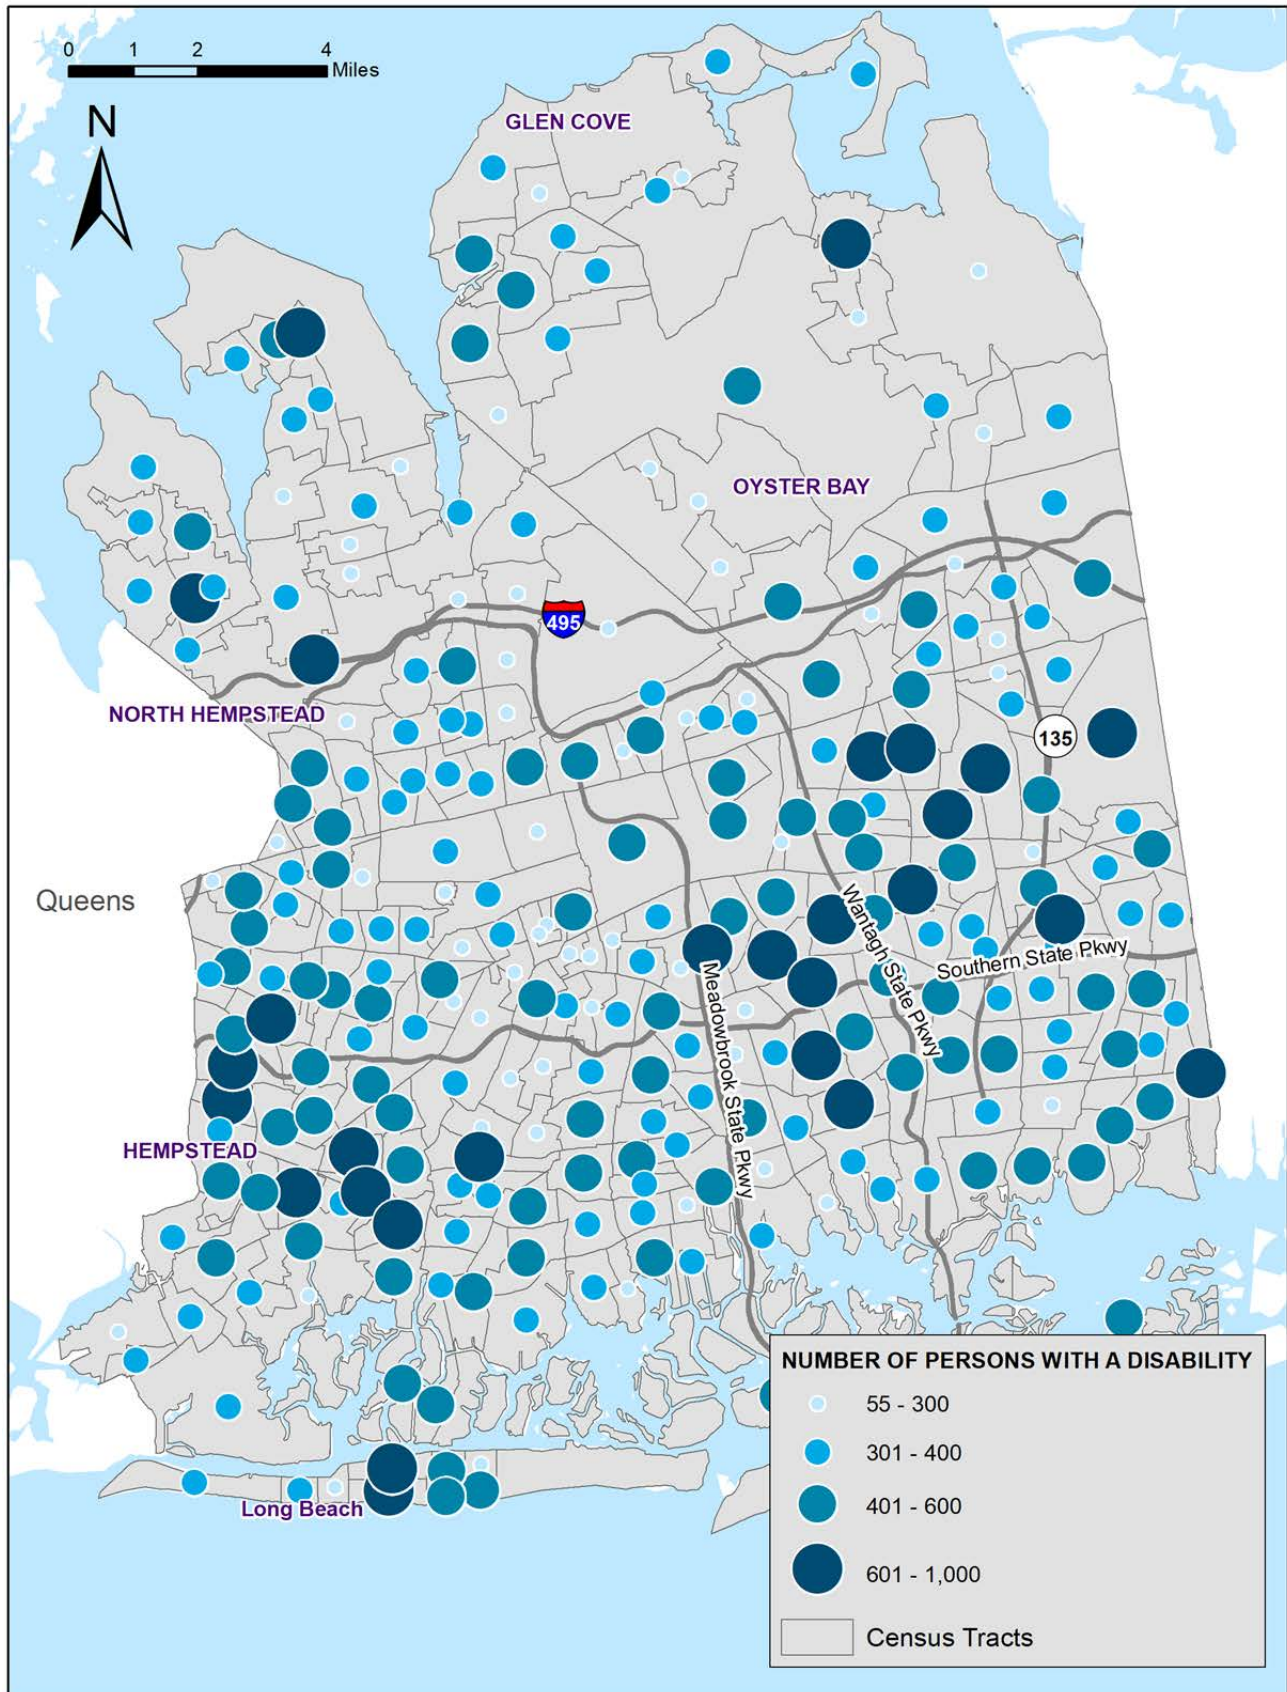 0 1 2 4
Miles
N
GLEN COVE
OYSTER BAY
495
NORTH HEMPSTEAD
135
Queens
Wantagh State Pkwy
Southern State Pkwy
Meadowbrook State Pkwy
HEMPSTEAD
Long Beach
NUMBER OF PERSONS WITH A DISABILITY
55 - 300
301 - 400
401 - 600
601 - 1,000
Census Tracts